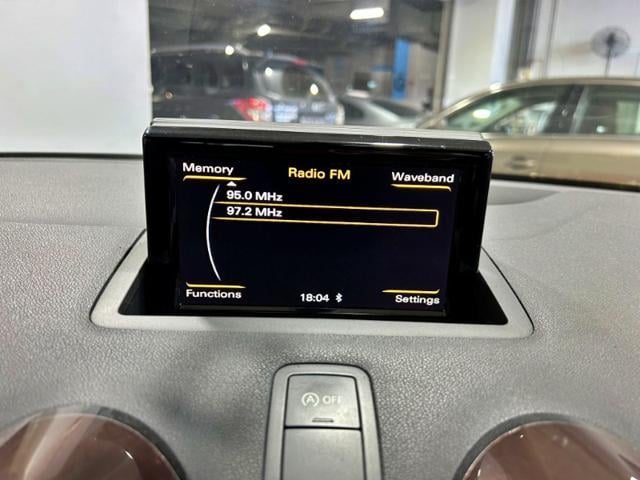 Memory
Radio FM
Waveband
95.0 MHz
97.2 MHz
Functions
18:04
Settings
A OFF